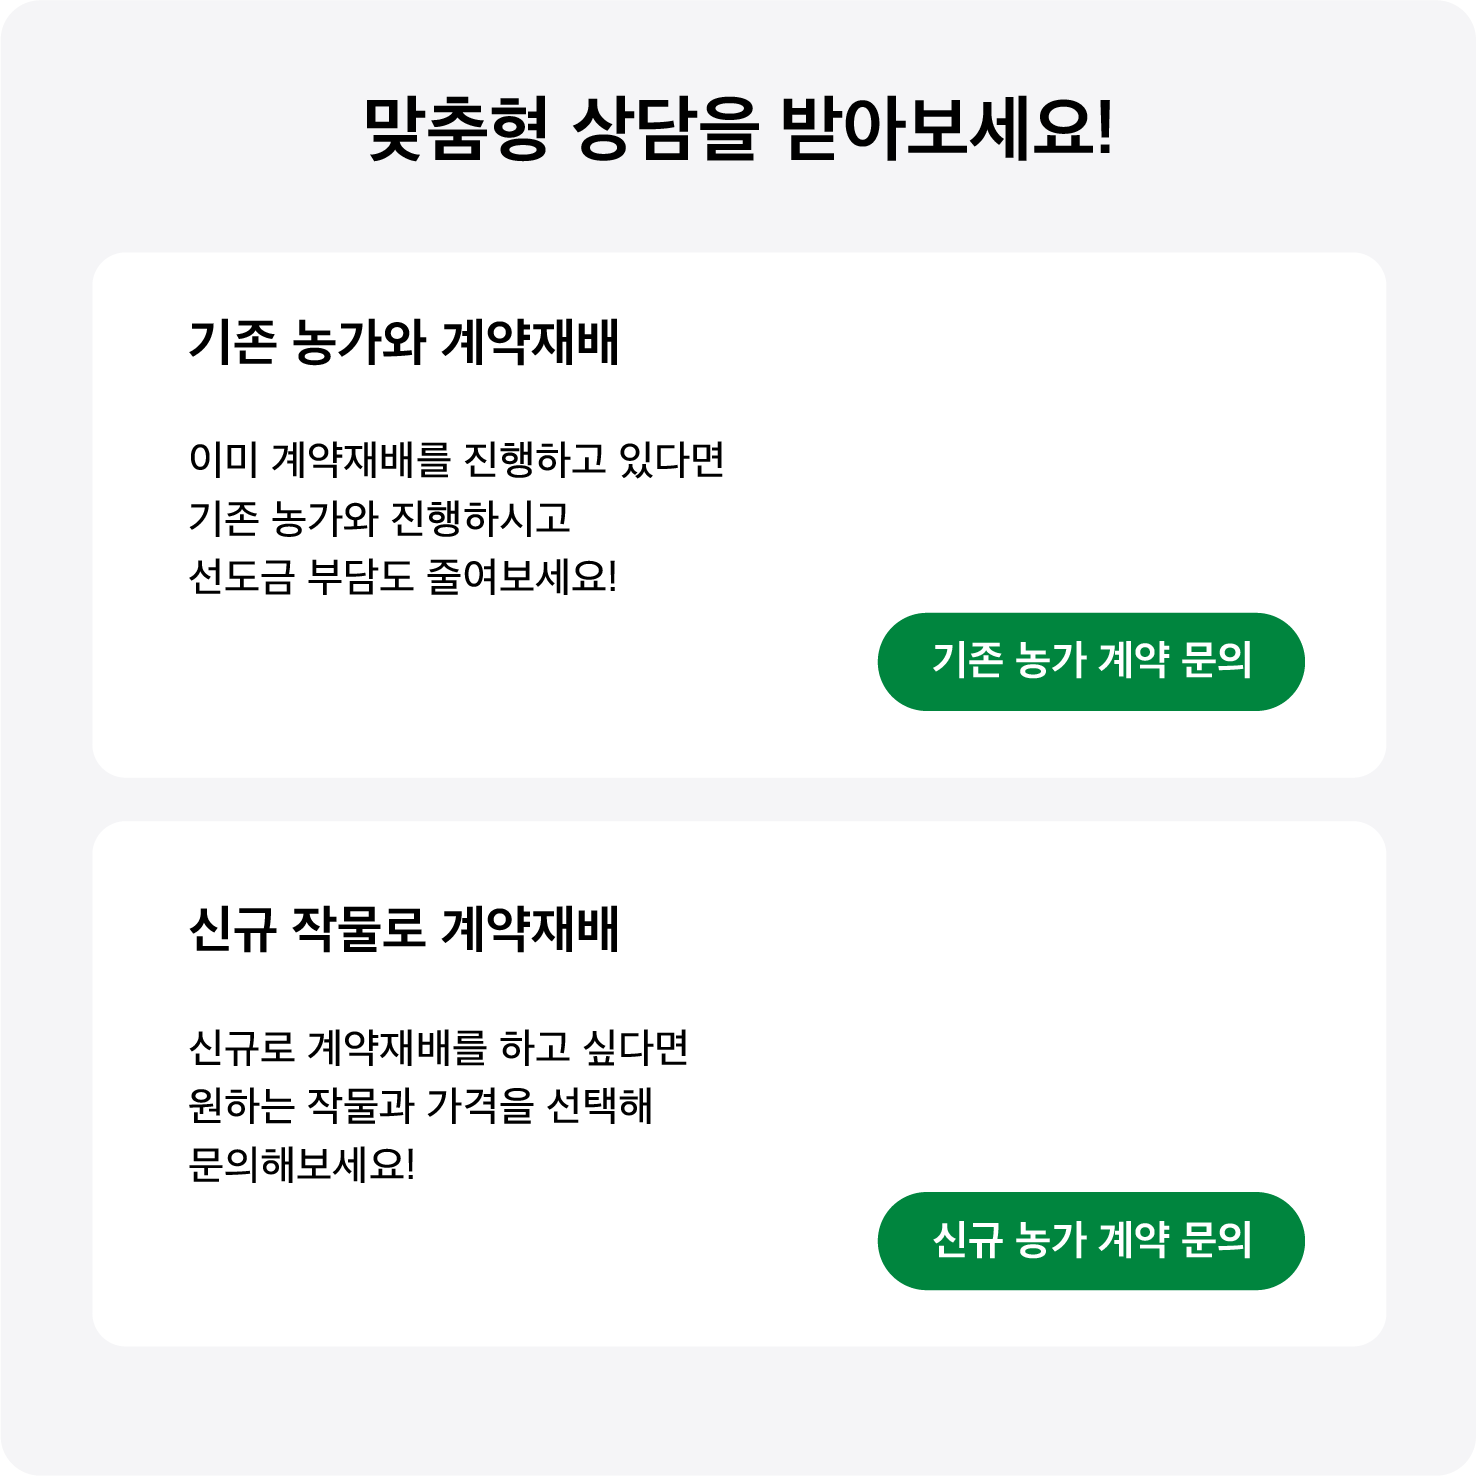 맞춤형 상담을 받아보세요!
기존 농가와 계약재배
이미 계약재배를 진행하고 있다면
기존 농가와 진행하시고
선도금 부담도 줄여보세요!
기존 농가 계약 문의
신규 작물로 계약재배
신규로 계약재배를 하고 싶다면
원하는 작물과 가격을 선택해
문의해보세요!
신규 농가 계약 문의